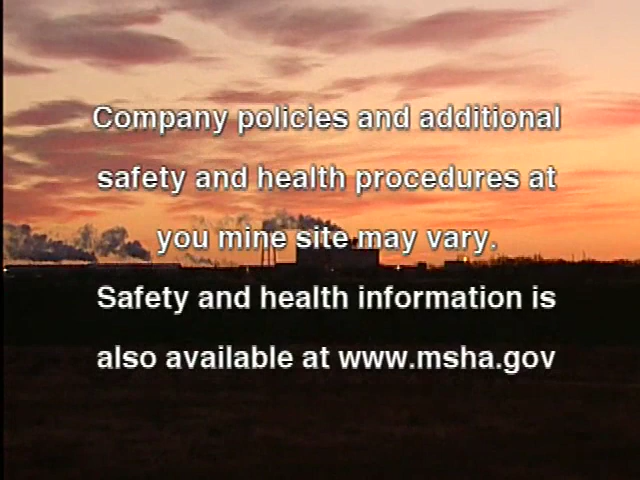 Company policies and additional
safety and health procedures at
you mine site may vary.
Safety and health information is
also available at www.msha.gov